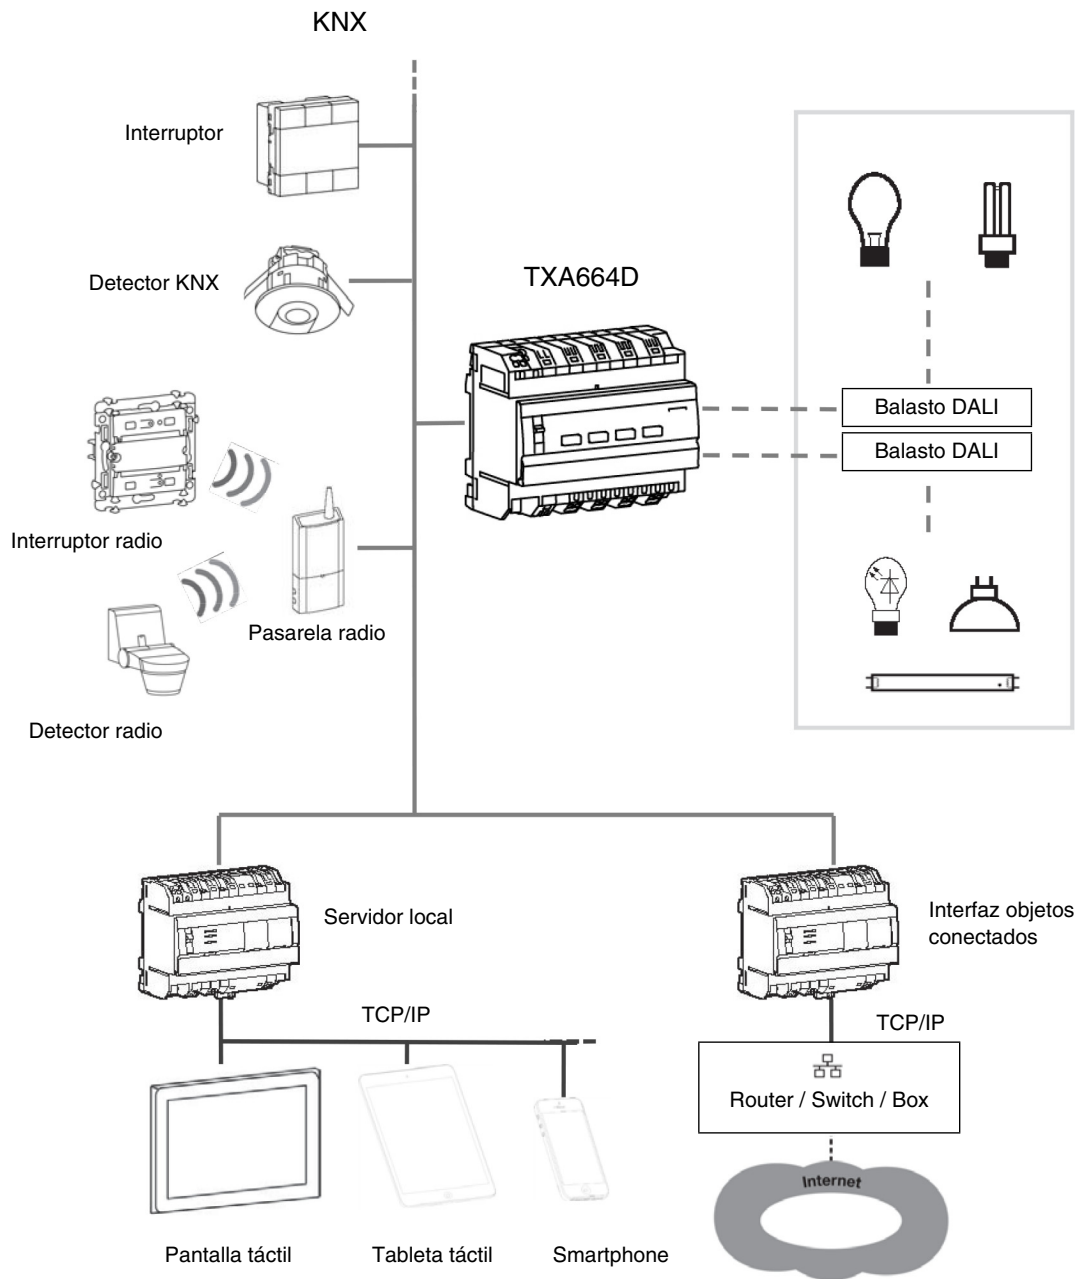 KNX
Interruptor
Detector KNX
TXA664D
Balasto DALI
Balasto DALI
Interruptor radio
Pasarela radio
Detector radio
Servidor local
Interfaz objetos
conectados
TCP/IP
TCP/IP
Router / Switch / Box
Internet
Pantalla táctil
Tableta táctil
Smartphone